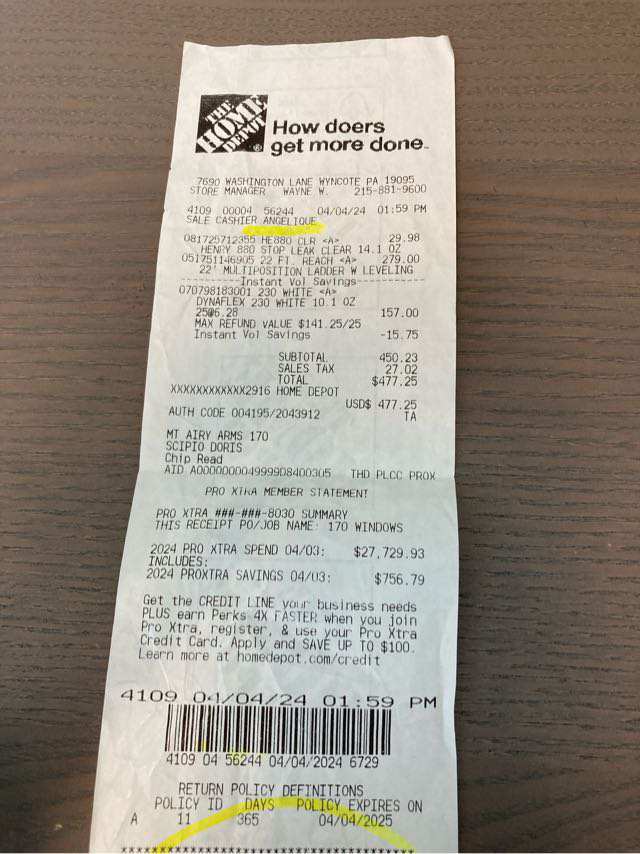 THE HOME DEPOT
®
How doers
get more done™
7690 WASHINGTON LANE WYNCOTE PA 19095
STORE MANAGER WAYNE W. 215-881-9600
4109 00004 56244 04/04/24 01:59 PM
SALE CASHIER ANGELIQUE
081725712355 HE880 CLR <A> 29.98
HENRY 880 STOP LEAK CLEAR 14.1 OZ
051751146905 22 FT. REACH <A> 279.00
22' MULTIPOSITION LADDER W LEVELING
---------------Instant Vol Savings---------------
070798183001 230 WHITE <A>
DYNAFLEX 230 WHITE 10.1 OZ
25@6.28 157.00
MAX REFUND VALUE $141.25/25
Instant Vol Savings -15.75
SUBTOTAL 450.23
SALES TAX 27.02
TOTAL $477.25
XXXXXXXXXXXX2916 HOME DEPOT
USD$ 477.25
AUTH CODE 004195/2043912 TA
MT AIRY ARMS 170
SCIPIO DORIS
Chip Read
AID A0000000049999D8400305 THD PLCC PROX
PRO XTRA MEMBER STATEMENT
PRO XTRA ###-###-8030 SUMMARY
THIS RECEIPT PO/JOB NAME: 170 WINDOWS
2024 PRO XTRA SPEND 04/03: $27,729.93
INCLUDES:
2024 PROXTRA SAVINGS 04/03: $756.79
Get the CREDIT LINE your business needs
PLUS earn Perks 4X FASTER when you join
Pro Xtra, register, & use your Pro Xtra
Credit Card. Apply and SAVE UP TO $100.
Learn more at homedepot.com/credit
4109 04/04/24 01:59 PM
4109 04 56244 04/04/2024 6729
RETURN POLICY DEFINITIONS
POLICY ID DAYS POLICY EXPIRES ON
A 11 365 04/04/2025